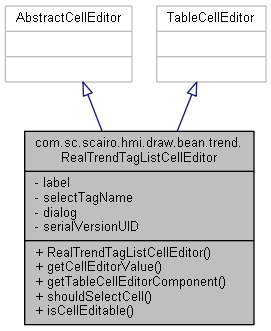 AbstractCellEditor
TableCellEditor
com.sc.scairo.hmi.draw.bean.trend.
RealTrendTagListCellEditor
- label
- selectTagName
- dialog
- serialVersionUID
+ RealTrendTagListCellEditor()
+ getCellEditorValue()
+ getTableCellEditorComponent()
+ shouldSelectCell()
+ isCellEditable()